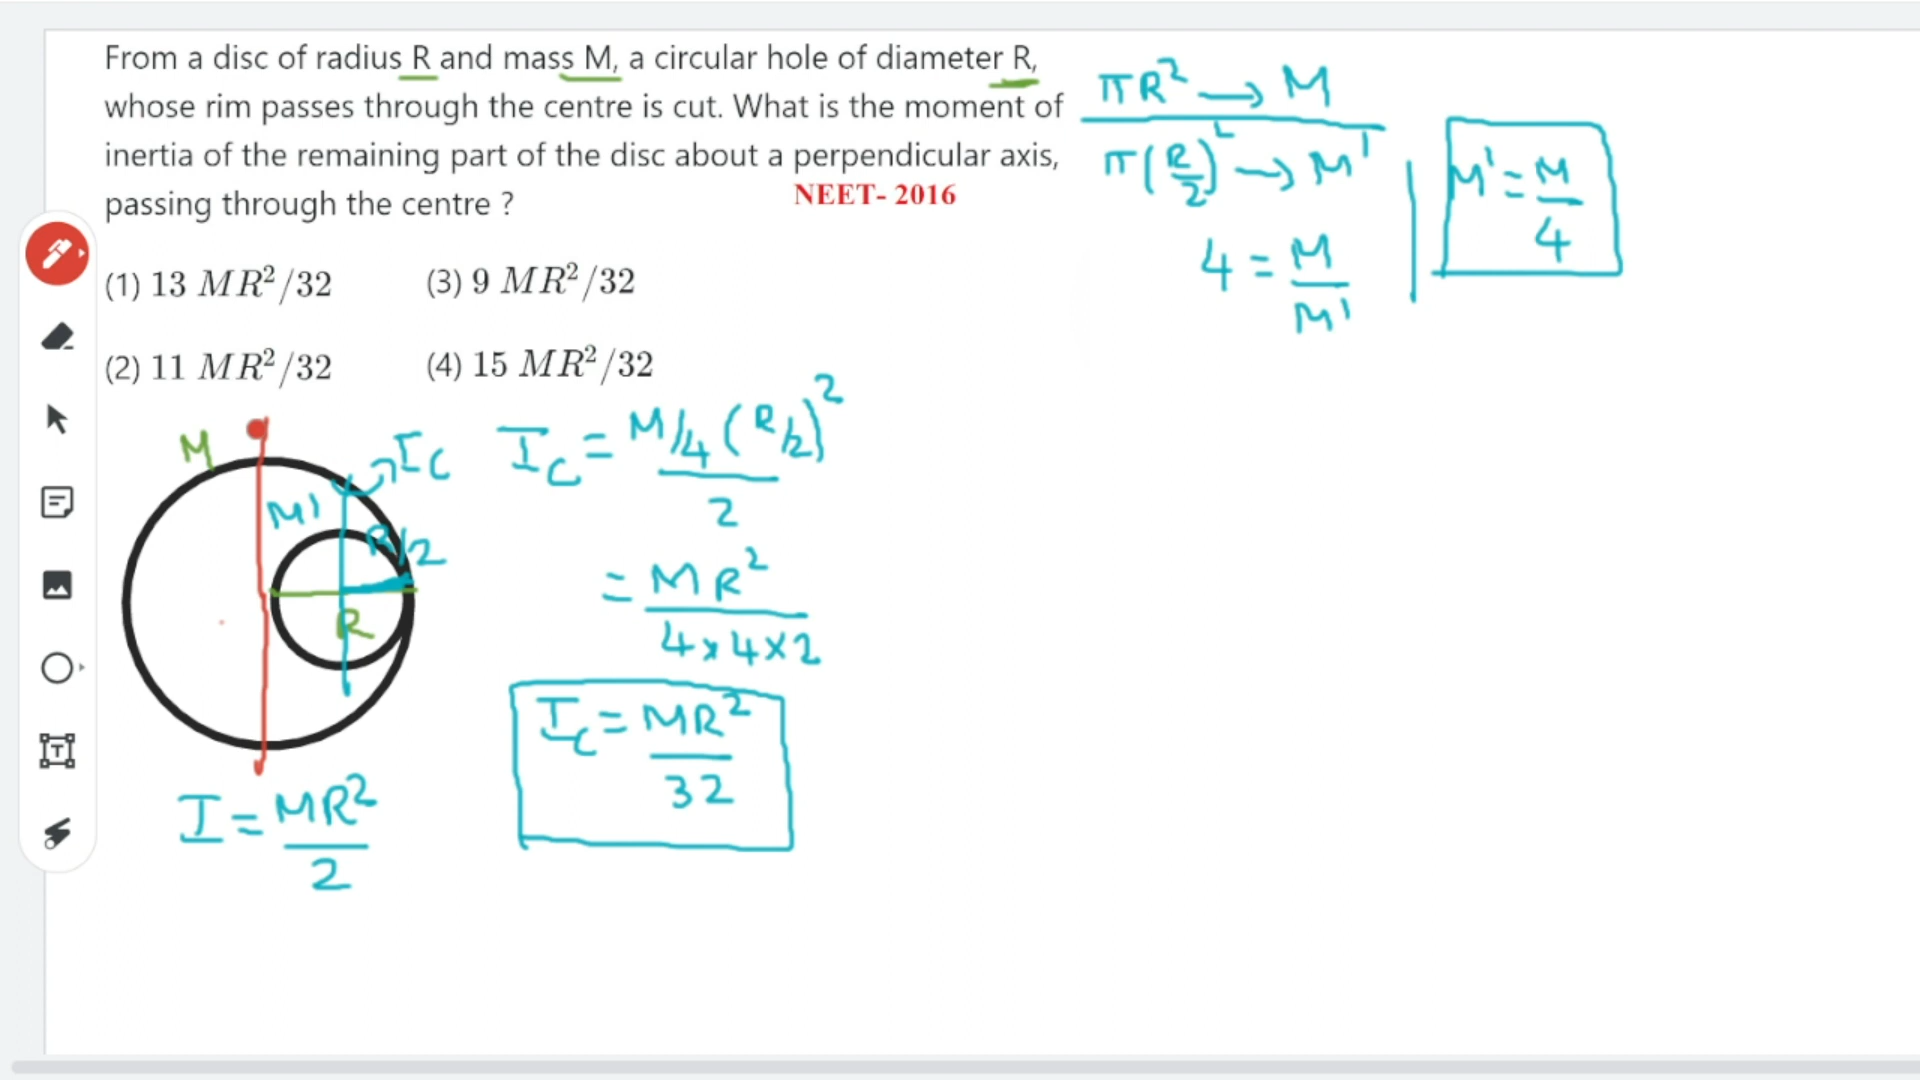 From a disc of radius R and mass M, a circular hole of diameter R,
whose rim passes through the centre is cut. What is the moment of
inertia of the remaining part of the disc about a perpendicular axis,
passing through the centre ?
NEET- 2016
(1) 13 MR²/32
(3) 9 MR²/32
(2) 11 MR²/32
(4) 15 MR²/32
πR² → M
π(R/2)² → M'
4 = M/M'
M' = M/4
M
I_C
M'
R/2
R
I = MR²/2
I_C = M/4 (R/2)²/2
= MR²/4×4×2
I_C = MR²/32